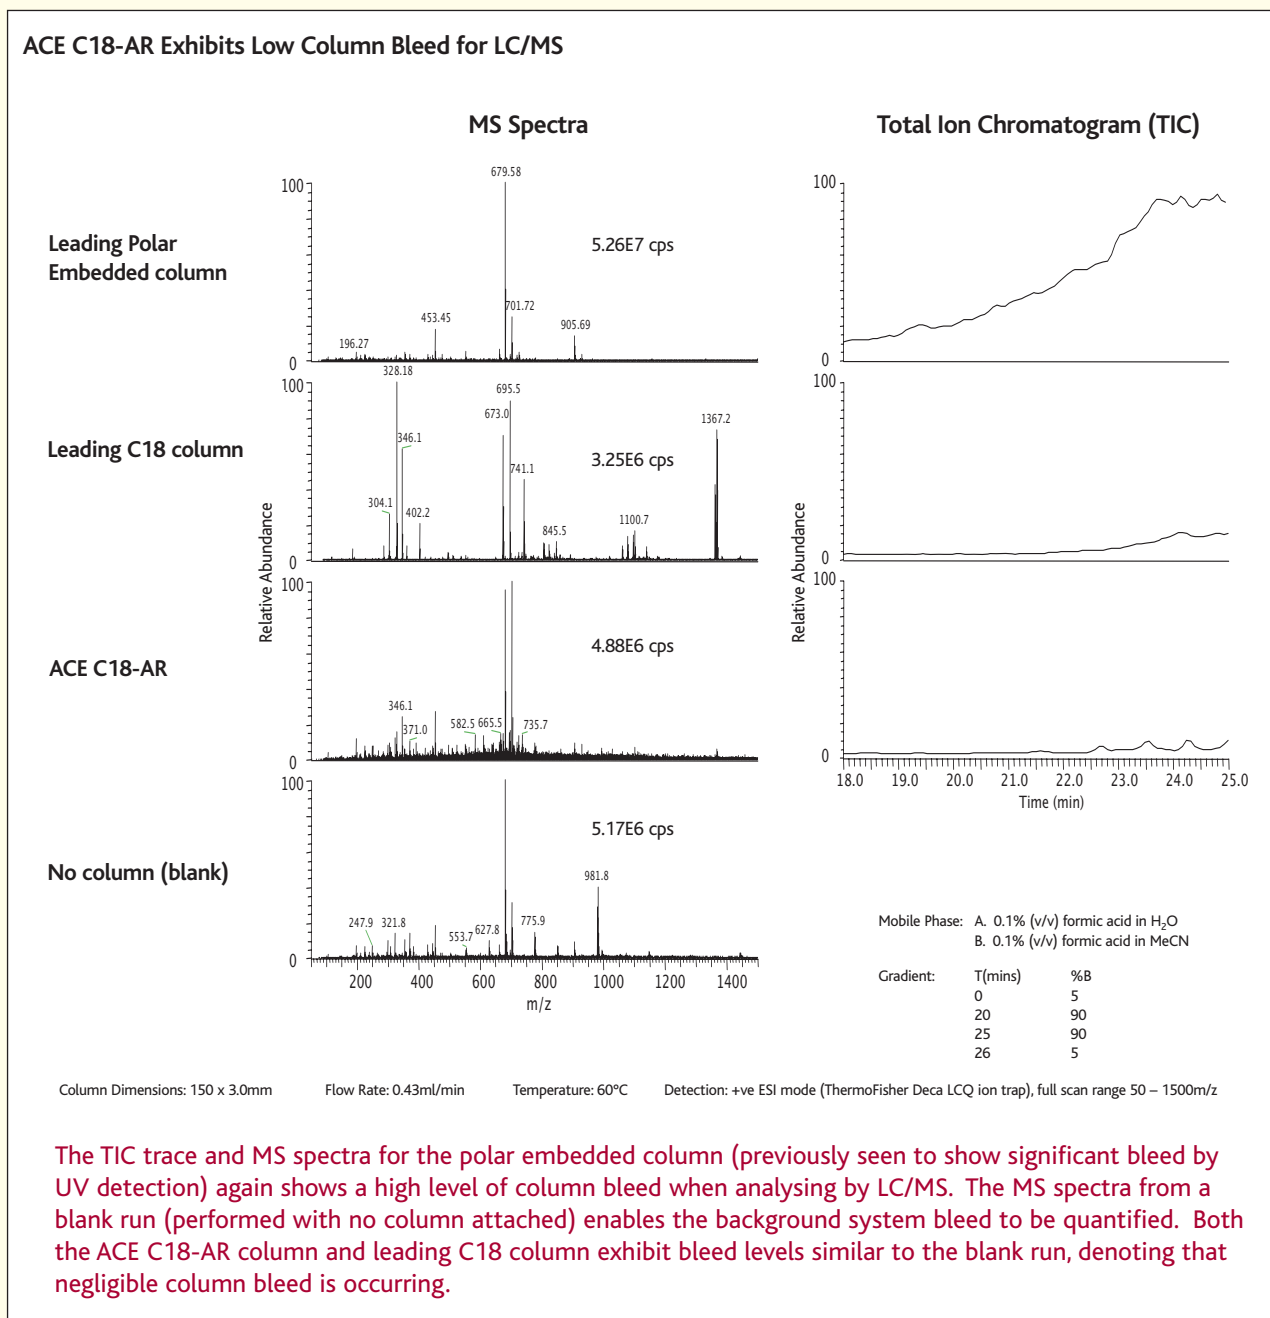 ACE C18-AR Exhibits Low Column Bleed for LC/MS
MS Spectra
Total Ion Chromatogram (TIC)
Leading Polar
Embedded column
100
0
679.58
5.26E7 cps
701.72
453.45
905.69
196.27
100
0
Leading C18 column
100
0
328.18
695.5
673.0
1367.2
346.1
3.25E6 cps
741.1
304.1
402.2
845.5
1100.7
100
0
Relative Abundance
Relative Abundance
ACE C18-AR
100
0
4.88E6 cps
346.1
371.0
582.5
665.5
735.7
100
0
18.0 19.0 20.0 21.0 22.0 23.0 24.0 25.0
Time (min)
No column (blank)
100
0
5.17E6 cps
981.8
247.9
321.8
553.7
627.8
775.9
200 400 600 800 1000 1200 1400
m/z
Mobile Phase: A. 0.1% (v/v) formic acid in H₂O
B. 0.1% (v/v) formic acid in MeCN
Gradient: T(mins) %B
0 5
20 90
25 90
26 5
Column Dimensions: 150 x 3.0mm Flow Rate: 0.43ml/min Temperature: 60°C Detection: +ve ESI mode (ThermoFisher Deca LCQ ion trap), full scan range 50 – 1500m/z
The TIC trace and MS spectra for the polar embedded column (previously seen to show significant bleed by
UV detection) again shows a high level of column bleed when analysing by LC/MS. The MS spectra from a
blank run (performed with no column attached) enables the background system bleed to be quantified. Both
the ACE C18-AR column and leading C18 column exhibit bleed levels similar to the blank run, denoting that
negligible column bleed is occurring.